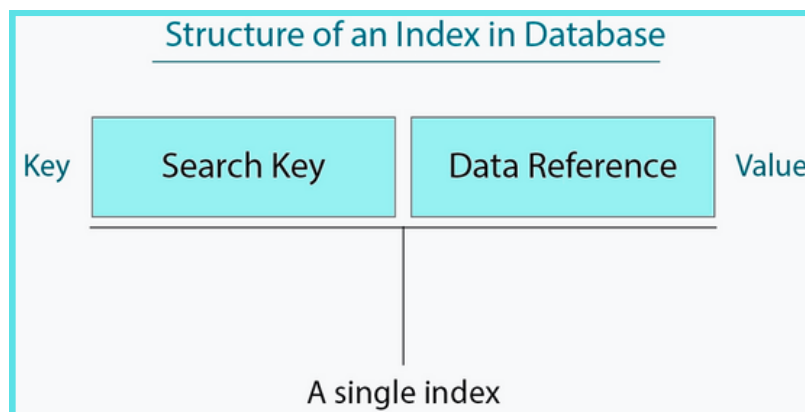 Structure of an Index in Database
Key
Search Key
Data Reference
Value
A single index